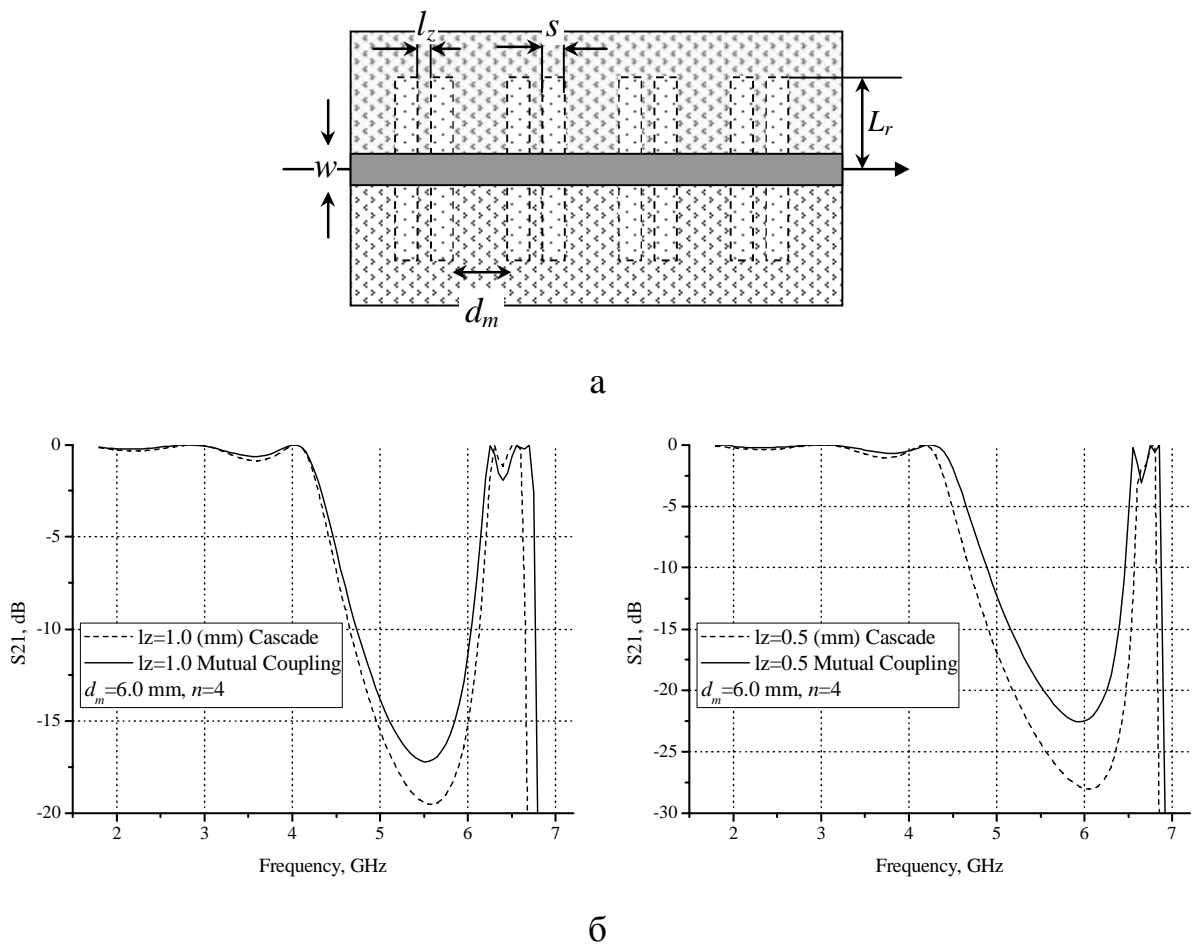 l_z
s
L_r
w
d_m
а
0
-5
-10
-15
-20
S21, dB
lz=1.0 (mm) Cascade
lz=1.0 Mutual Coupling
d_m=6.0 mm, n=4
2 3 4 5 6 7
Frequency, GHz
0
-5
-10
-15
-20
-25
-30
S21, dB
lz=0.5 (mm) Cascade
lz=0.5 Mutual Coupling
d_m=6.0 mm, n=4
2 3 4 5 6 7
Frequency, GHz
б